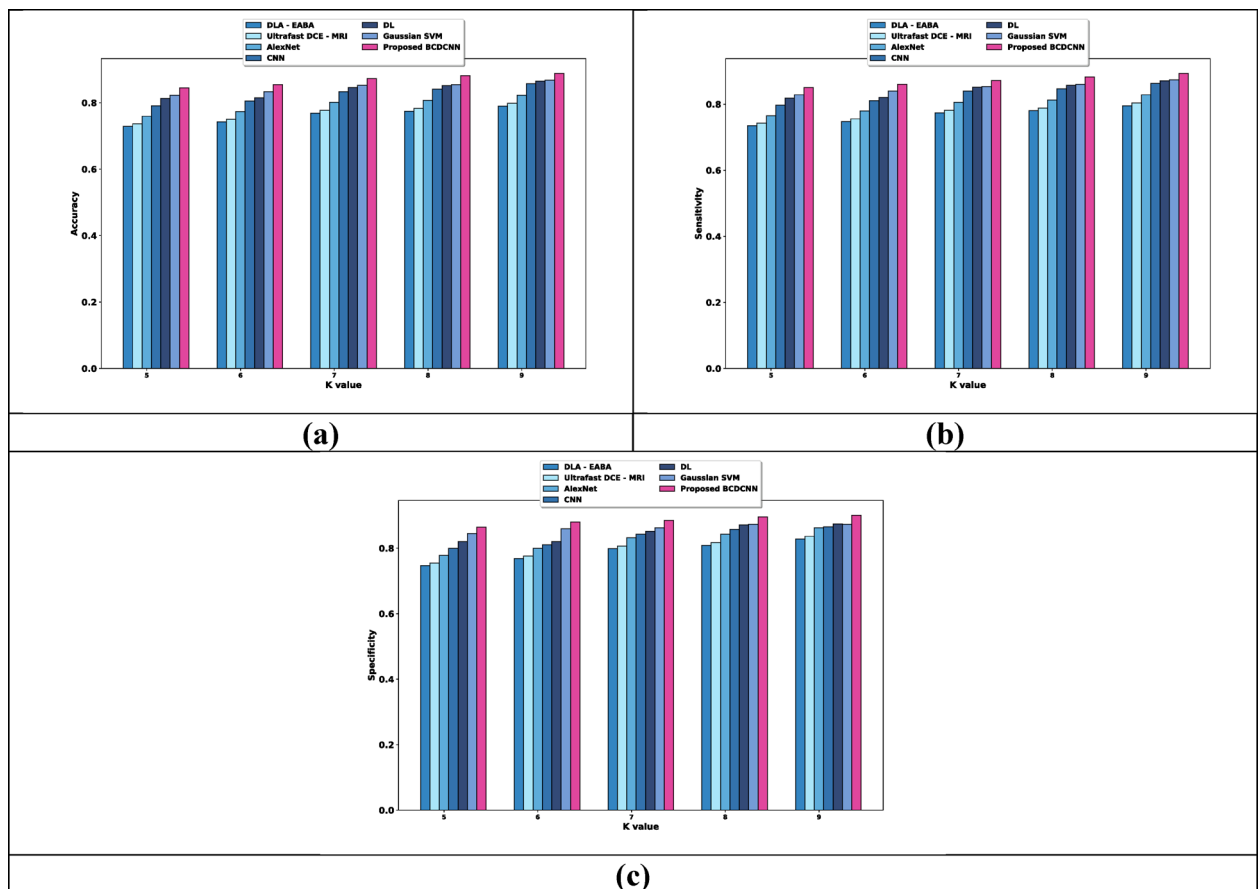 DLA - EABA DL
Ultrafast DCE - MRI Gaussian SVM
AlexNet Proposed BCDCNN
CNN
0.8
0.6
0.4
0.2
0.0
Accuracy
5 6 7 8 9
K value
(a)
DLA - EABA DL
Ultrafast DCE - MRI Gaussian SVM
AlexNet Proposed BCDCNN
CNN
0.8
0.6
0.4
0.2
0.0
Sensitivity
5 6 7 8 9
K value
(b)
DLA - EABA DL
Ultrafast DCE - MRI Gaussian SVM
AlexNet Proposed BCDCNN
CNN
0.8
0.6
0.4
0.2
0.0
Specificity
5 6 7 8 9
K value
(c)